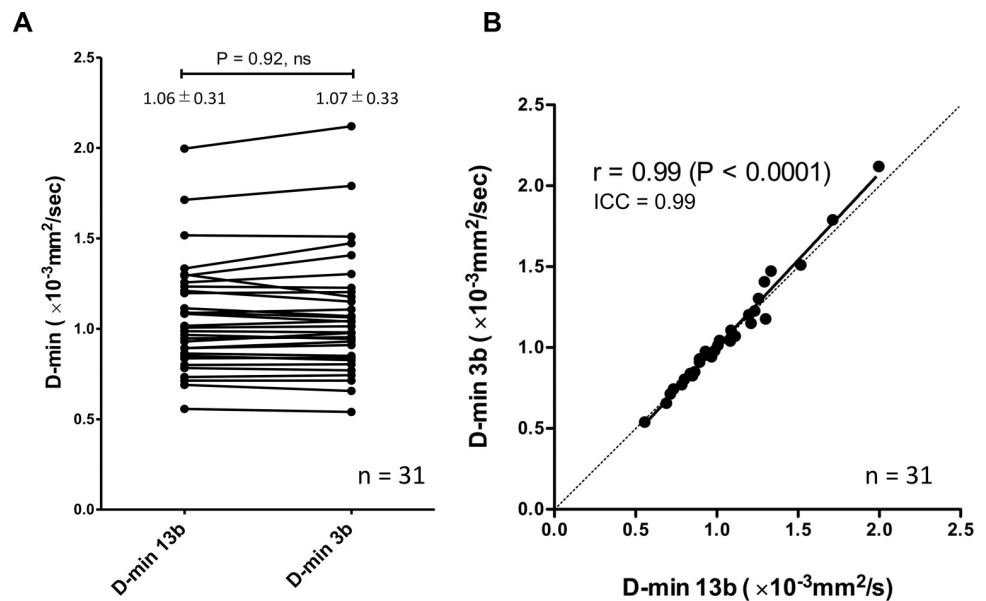 A
P = 0.92, ns
1.06 ± 0.31
1.07 ± 0.33
2.5
2.0
1.5
1.0
0.5
0.0
D-min ( ×10⁻³mm²/sec)
n = 31
D-min 13b
D-min 3b
B
r = 0.99 (P < 0.0001)
ICC = 0.99
2.5
2.0
1.5
1.0
0.5
0.0
D-min 3b ( ×10⁻³mm²/sec)
n = 31
0.0
0.5
1.0
1.5
2.0
2.5
D-min 13b ( ×10⁻³mm²/s)